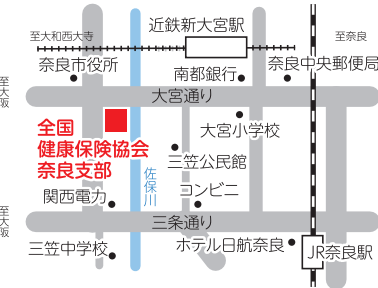 近鉄新大宮駅
至大和西大寺
至奈良
奈良市役所
南都銀行
奈良中央郵便局
至大阪
大宮通り
全国
健康保険協会
奈良支部
大宮小学校
三笠公民館
佐保川
関西電力
コンビニ
至大阪
三条通り
三笠中学校
ホテル日航奈良
JR奈良駅